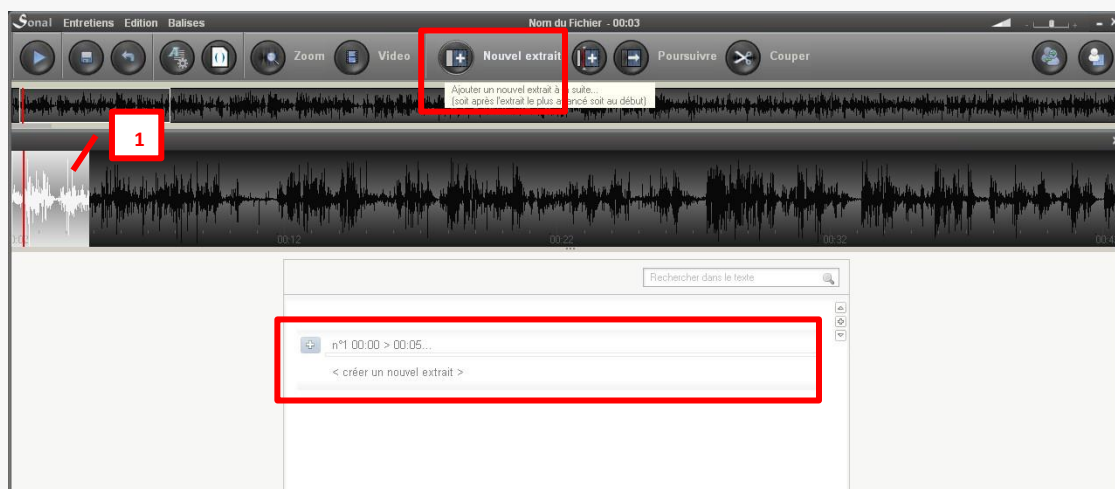 Sonal Entretiens Edition Balises Nom du Fichier - 00:03
Zoom Video Nouvel extrait Poursuivre Couper
Ajouter un nouvel extrait à la suite...
(soit après l'extrait le plus avancé soit au début)
1
00:12 00:22 00:32
Rechercher dans le texte
n°1 00:00 > 00:05...
< créer un nouvel extrait >